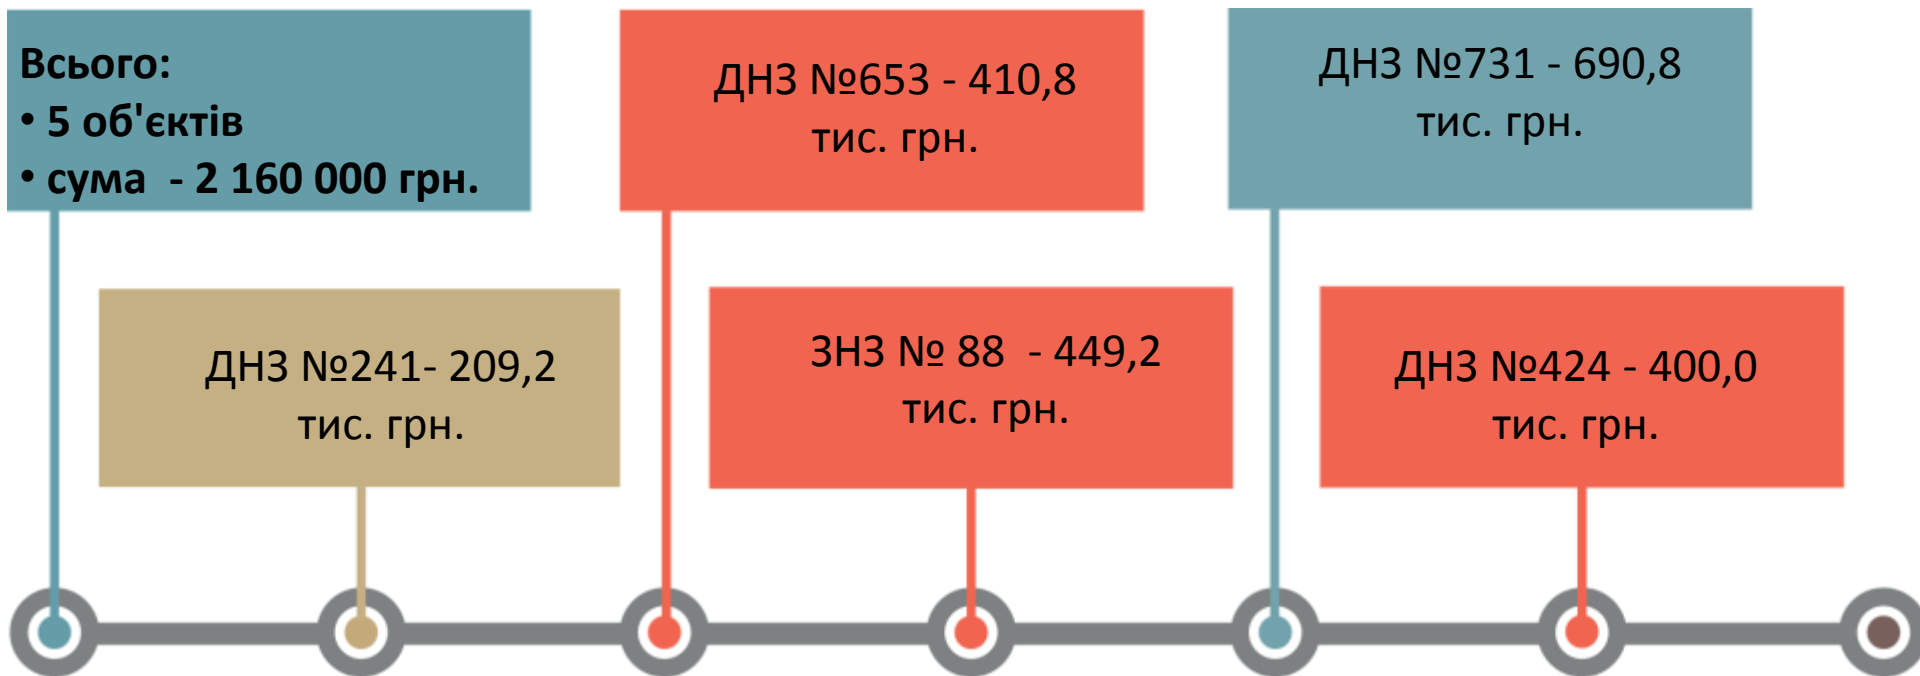 Всього:
• 5 об'єктів
• сума - 2 160 000 грн.
ДНЗ №241- 209,2
тис. грн.
ДНЗ №653 - 410,8
тис. грн.
ЗНЗ № 88 - 449,2
тис. грн.
ДНЗ №731 - 690,8
тис. грн.
ДНЗ №424 - 400,0
тис. грн.